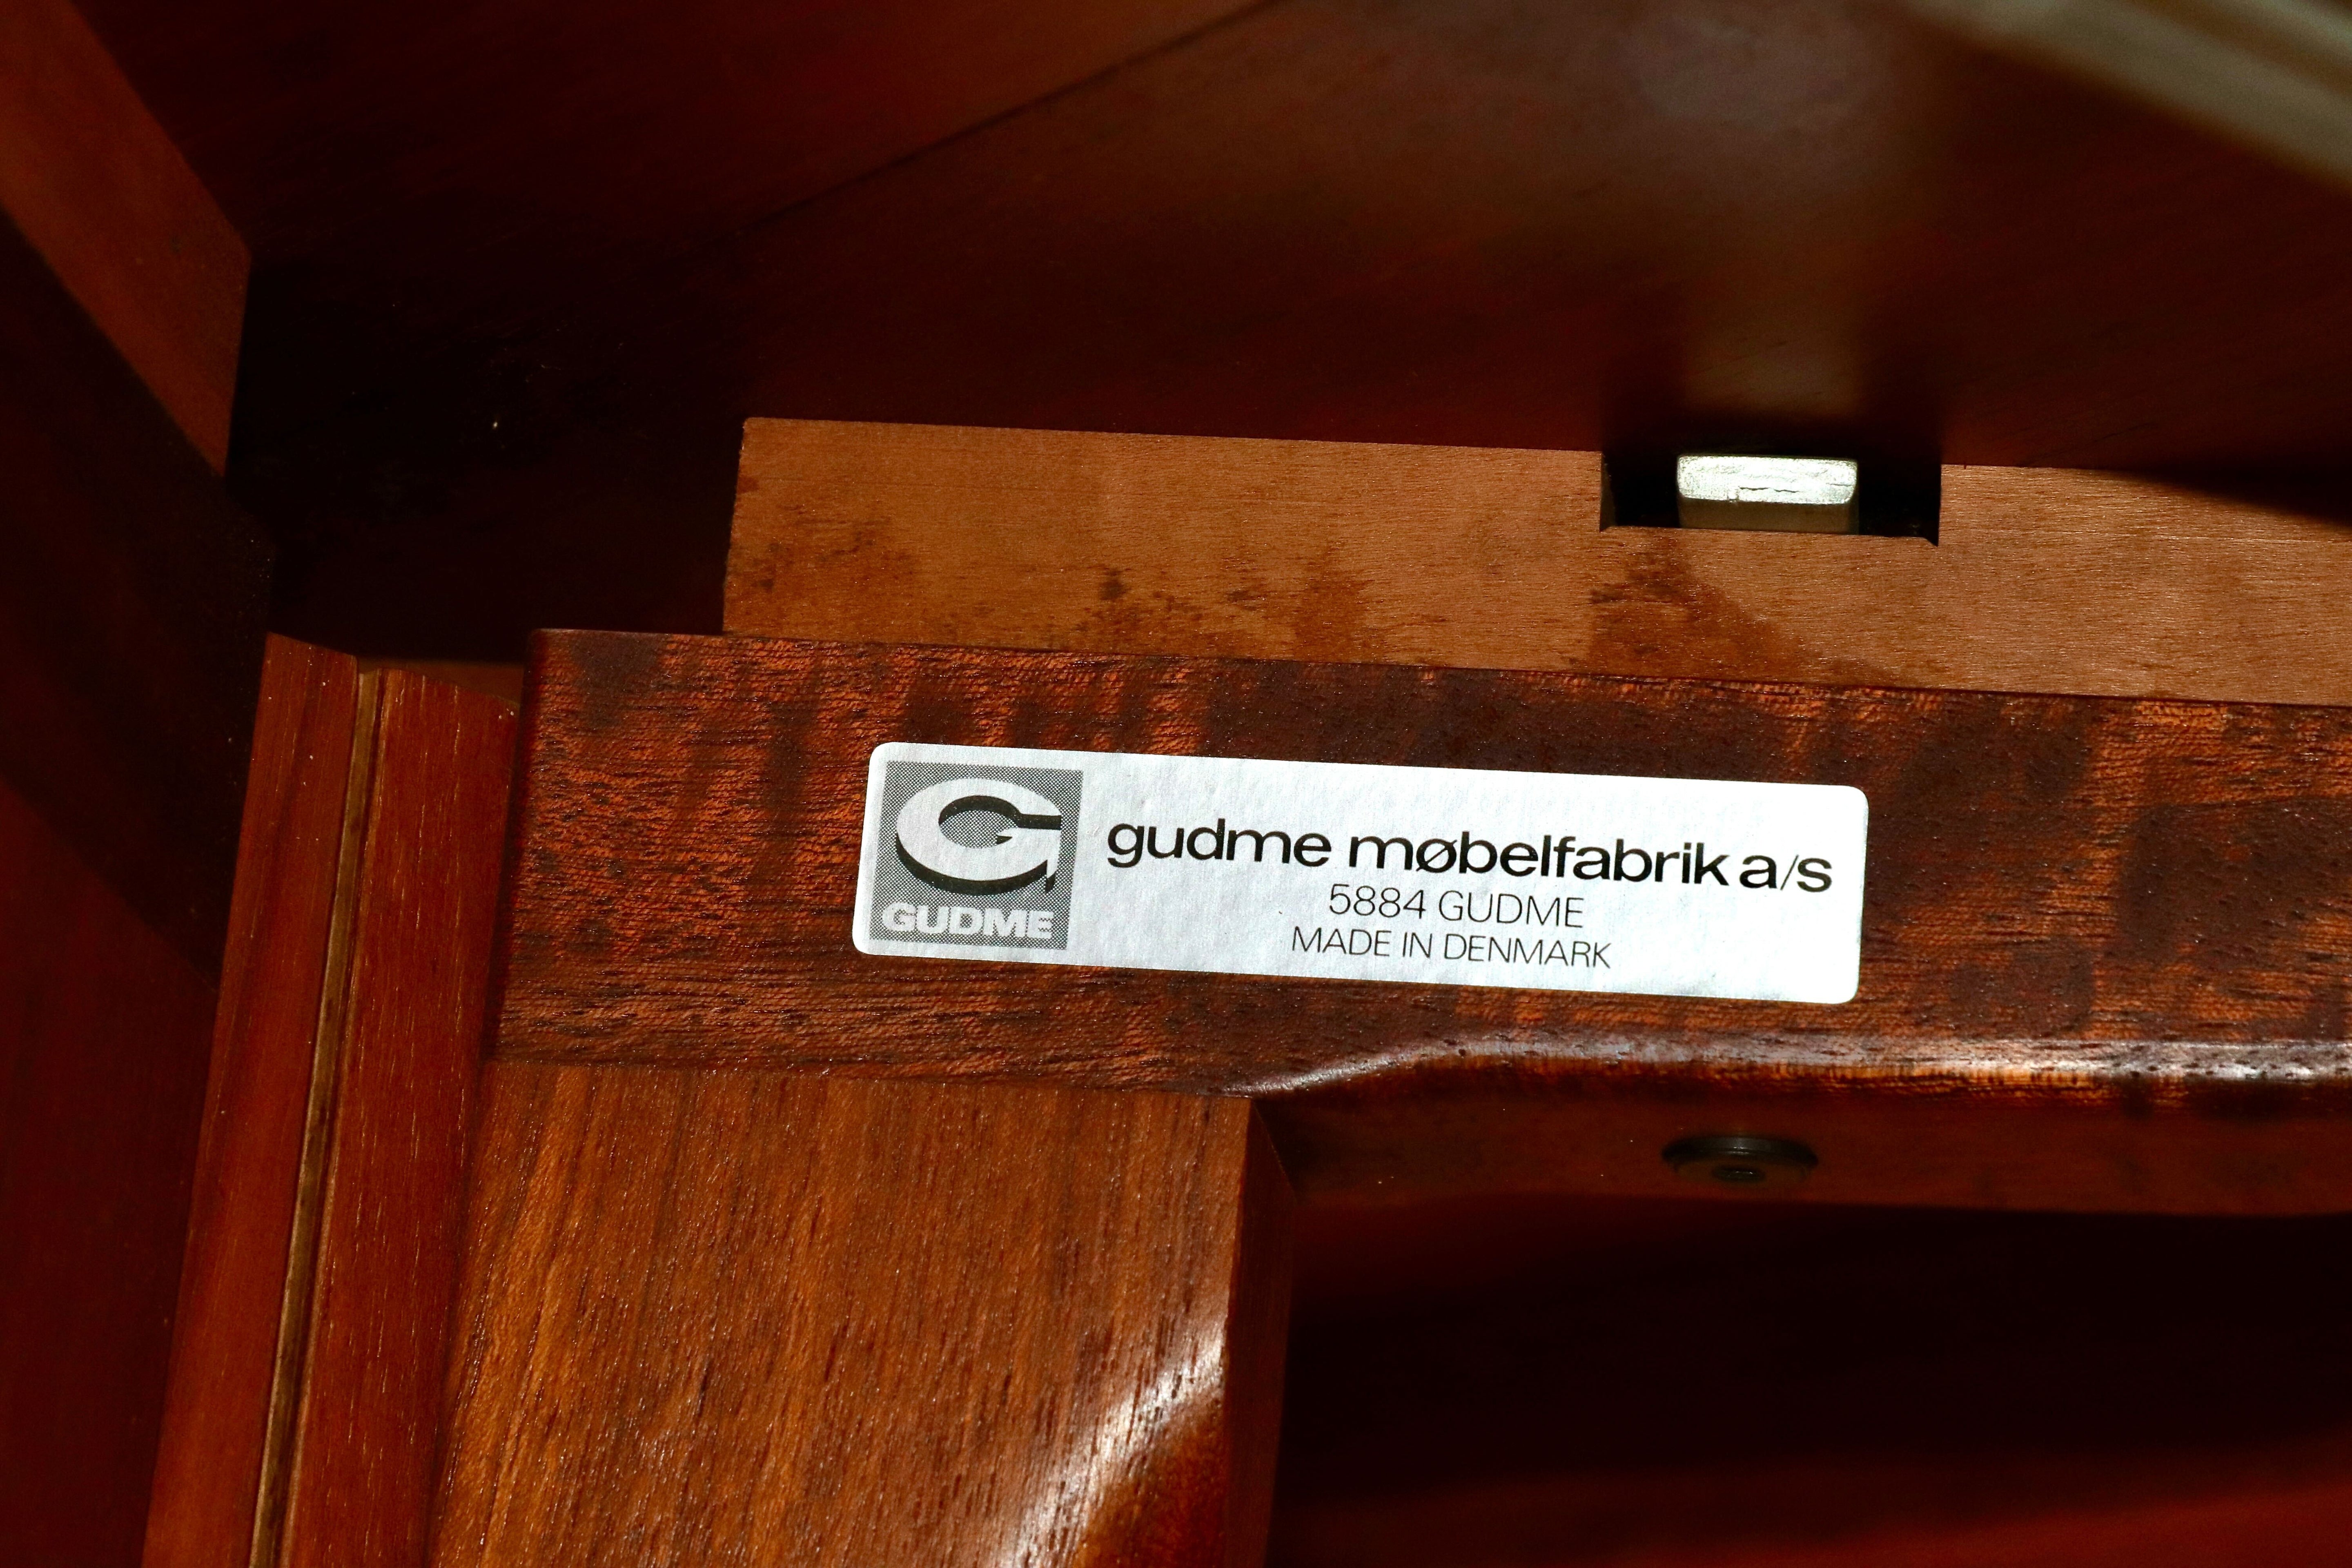 GUDME
gudme møbelfabrik a/s
5884 GUDME
MADE IN DENMARK